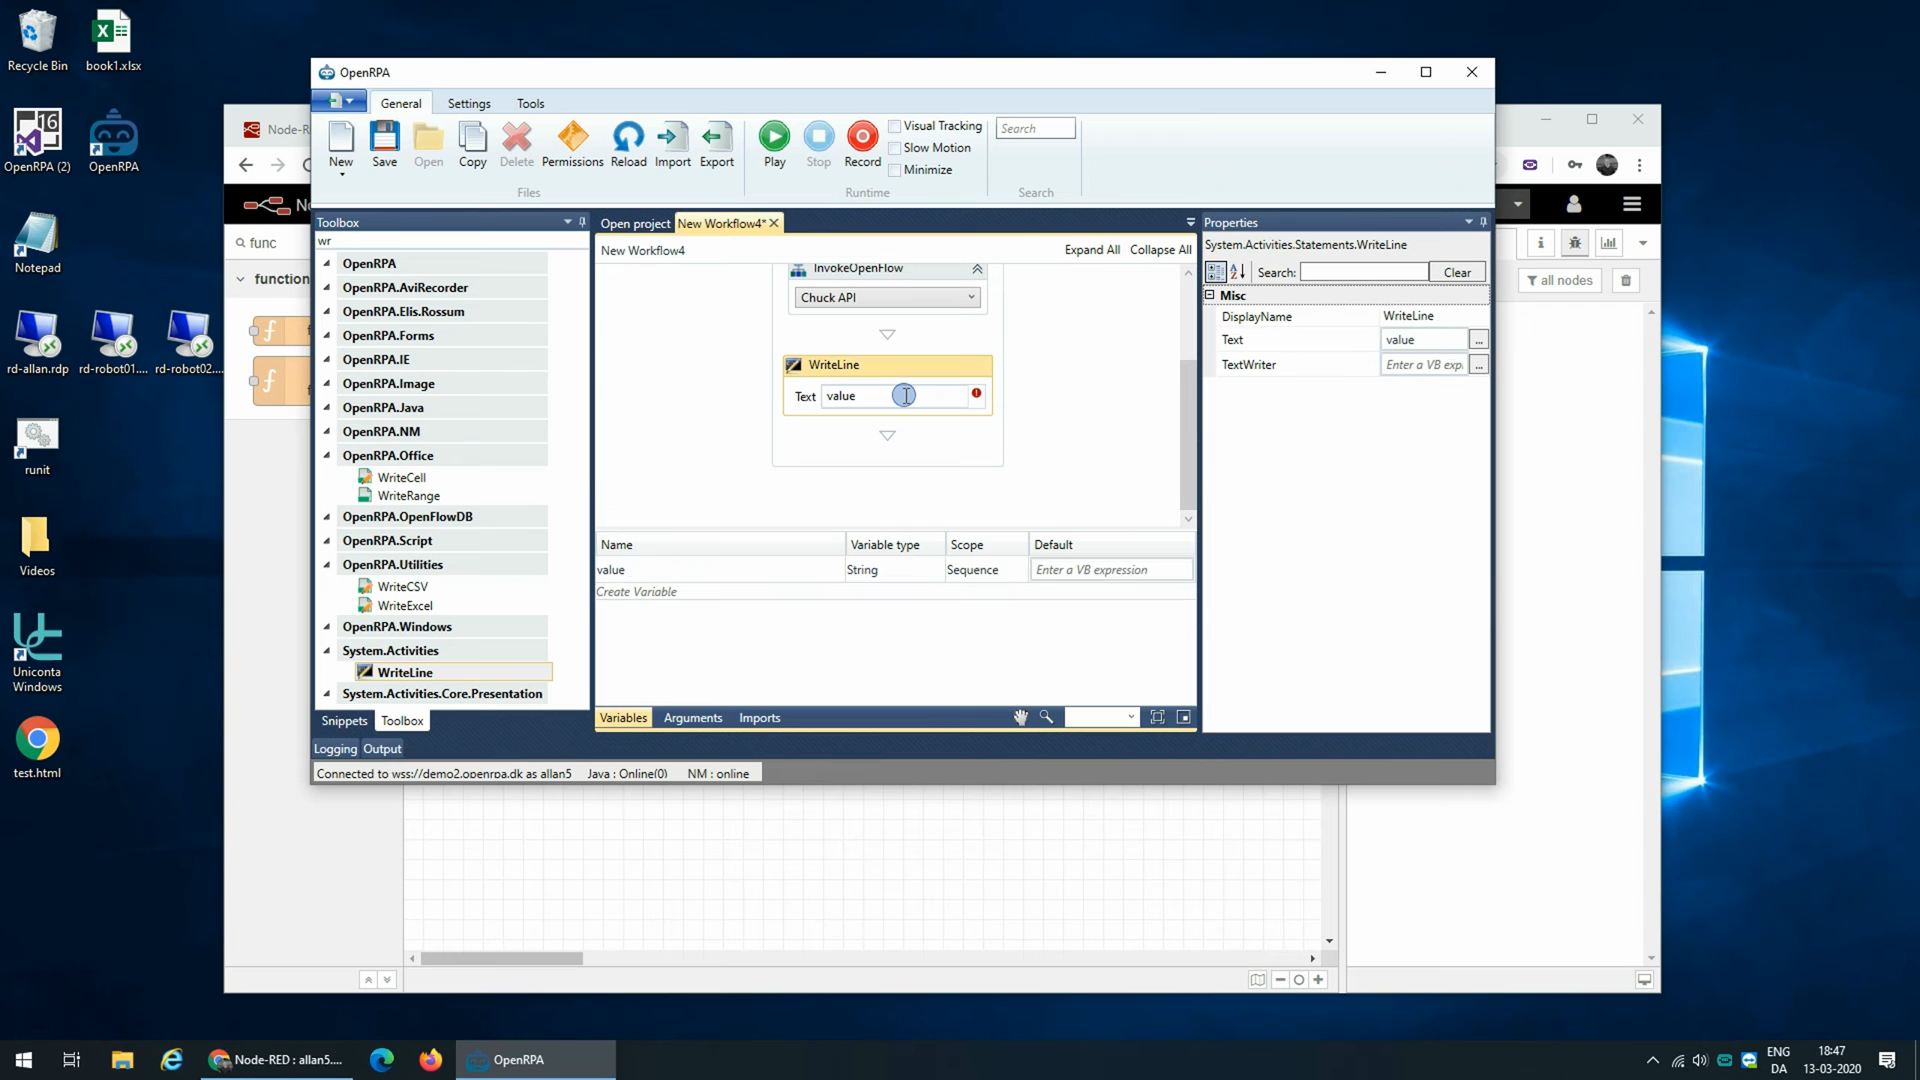 Recycle Bin
book1.xlsx
16
OpenRPA (2)
OpenRPA
Notepad
rd-allan.rdp
rd-robot01....
rd-robot02....
runit
Videos
Uniconta
Windows
test.html
Node-R
No
func
function
all nodes
OpenRPA
General Settings Tools
New
Save
Open
Copy
Delete
Permissions
Reload
Import
Export
Files
Play
Stop
Record
Visual Tracking
Slow Motion
Minimize
Runtime
Search
Search
Toolbox
wr
OpenRPA
OpenRPA.AviRecorder
OpenRPA.Elis.Rossum
OpenRPA.Forms
OpenRPA.IE
OpenRPA.Image
OpenRPA.Java
OpenRPA.NM
OpenRPA.Office
WriteCell
WriteRange
OpenRPA.OpenFlowDB
OpenRPA.Script
OpenRPA.Utilities
WriteCSV
WriteExcel
OpenRPA.Windows
System.Activities
WriteLine
System.Activities.Core.Presentation
Snippets Toolbox
Logging Output
Open project New Workflow4*
New Workflow4
Expand All Collapse All
InvokeOpenFlow
Chuck API
WriteLine
Text value
Name Variable type Scope Default
value String Sequence Enter a VB expression
Create Variable
Variables Arguments Imports
Properties
System.Activities.Statements.WriteLine
Search: Clear
Misc
DisplayName WriteLine
Text value ...
TextWriter Enter a VB exp ...
Connected to wss://demo2.openrpa.dk as allan5 Java : Online(0) NM : online
Node-RED : allan5....
OpenRPA
ENG
DA
18:47
13-03-2020